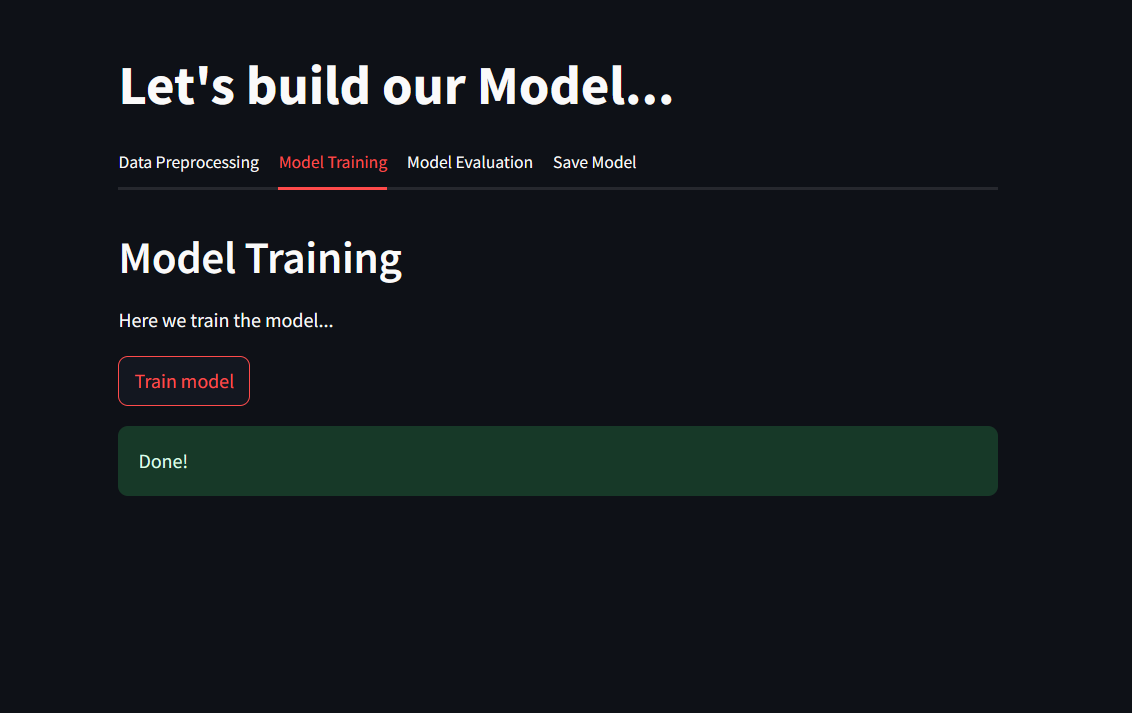 Let's build our Model...
Data Preprocessing Model Training Model Evaluation Save Model
Model Training
Here we train the model...
Train model
Done!